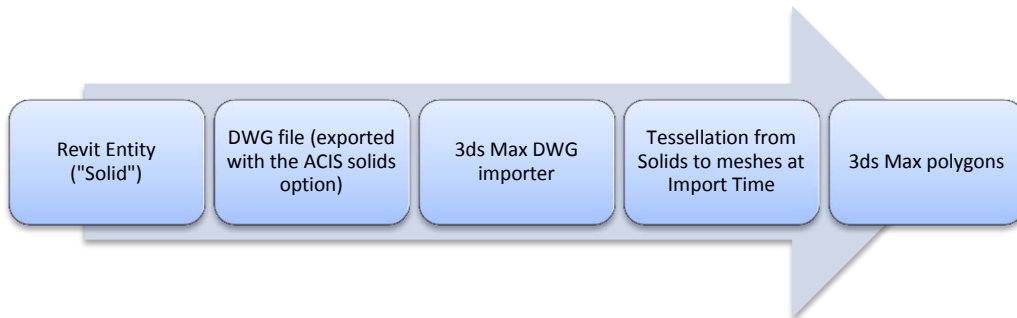 Revit Entity
("Solid")
DWG file (exported
with the ACIS solids
option)
3ds Max DWG
importer
Tessellation from
Solids to meshes at
Import Time
3ds Max polygons